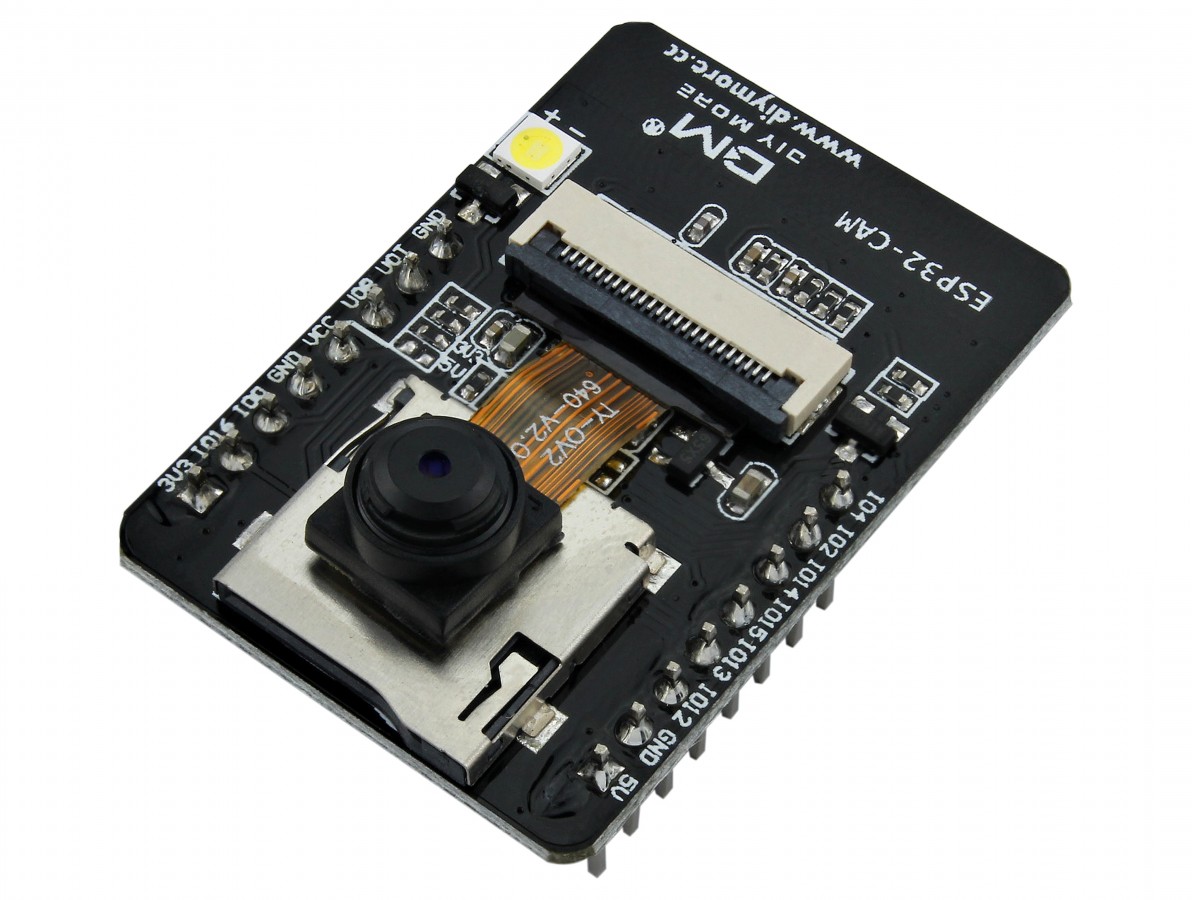 www.diymore.cc
DIY MORE
DM®
ESP32-CAM
+ -
GND
UOT
UOR
VCC
GND
IO0
IO16
3V3
3V3
5V
TY-OV2
640-V2.0
IO4
IO2
IO14
IO15
IO13
IO12
GND
5V